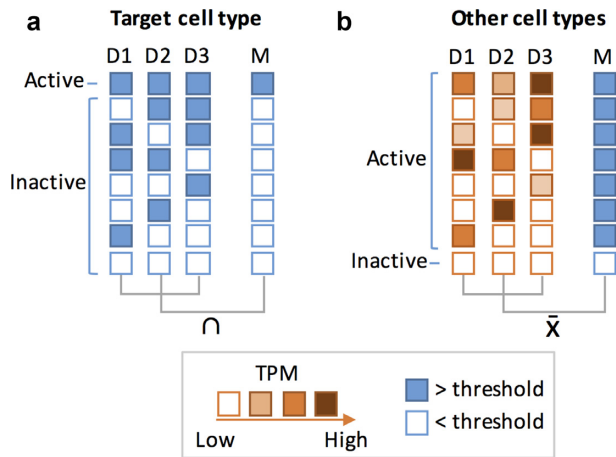 a Target cell type
D1 D2 D3 M
Active
Inactive
∩
b Other cell types
D1 D2 D3 M
Active
Inactive
x̄
TPM
Low High
> threshold
< threshold